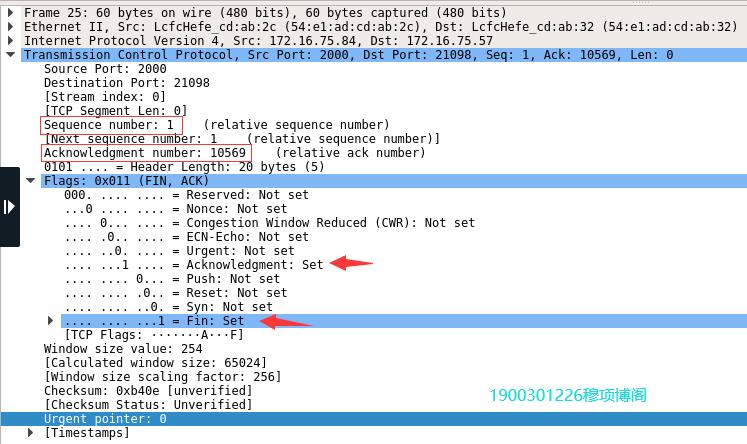 Frame 25: 60 bytes on wire (480 bits), 60 bytes captured (480 bits)
Ethernet II, Src: LcfcHefe_cd:ab:2c (54:e1:ad:cd:ab:2c), Dst: LcfcHefe_cd:ab:32 (54:e1:ad:cd:ab:32)
Internet Protocol Version 4, Src: 172.16.75.84, Dst: 172.16.75.57
Transmission Control Protocol, Src Port: 2000, Dst Port: 21098, Seq: 1, Ack: 10569, Len: 0
Source Port: 2000
Destination Port: 21098
[Stream index: 0]
[TCP Segment Len: 0]
Sequence number: 1    (relative sequence number)
[Next sequence number: 1    (relative sequence number)]
Acknowledgment number: 10569    (relative ack number)
0101 .... = Header Length: 20 bytes (5)
Flags: 0x011 (FIN, ACK)
000. .... .... = Reserved: Not set
...0 .... .... = Nonce: Not set
.... 0... .... = Congestion Window Reduced (CWR): Not set
.... .0.. .... = ECN-Echo: Not set
.... ..0. .... = Urgent: Not set
.... ...1 .... = Acknowledgment: Set
.... .... 0... = Push: Not set
.... .... .0.. = Reset: Not set
.... .... ..0. = Syn: Not set
.... .... ...1 = Fin: Set
[TCP Flags: ·······A···F]
Window size value: 254
[Calculated window size: 65024]
[Window size scaling factor: 256]
Checksum: 0xb40e [unverified]
[Checksum Status: Unverified]
1900301226穆项博阁
Urgent pointer: 0
[Timestamps]